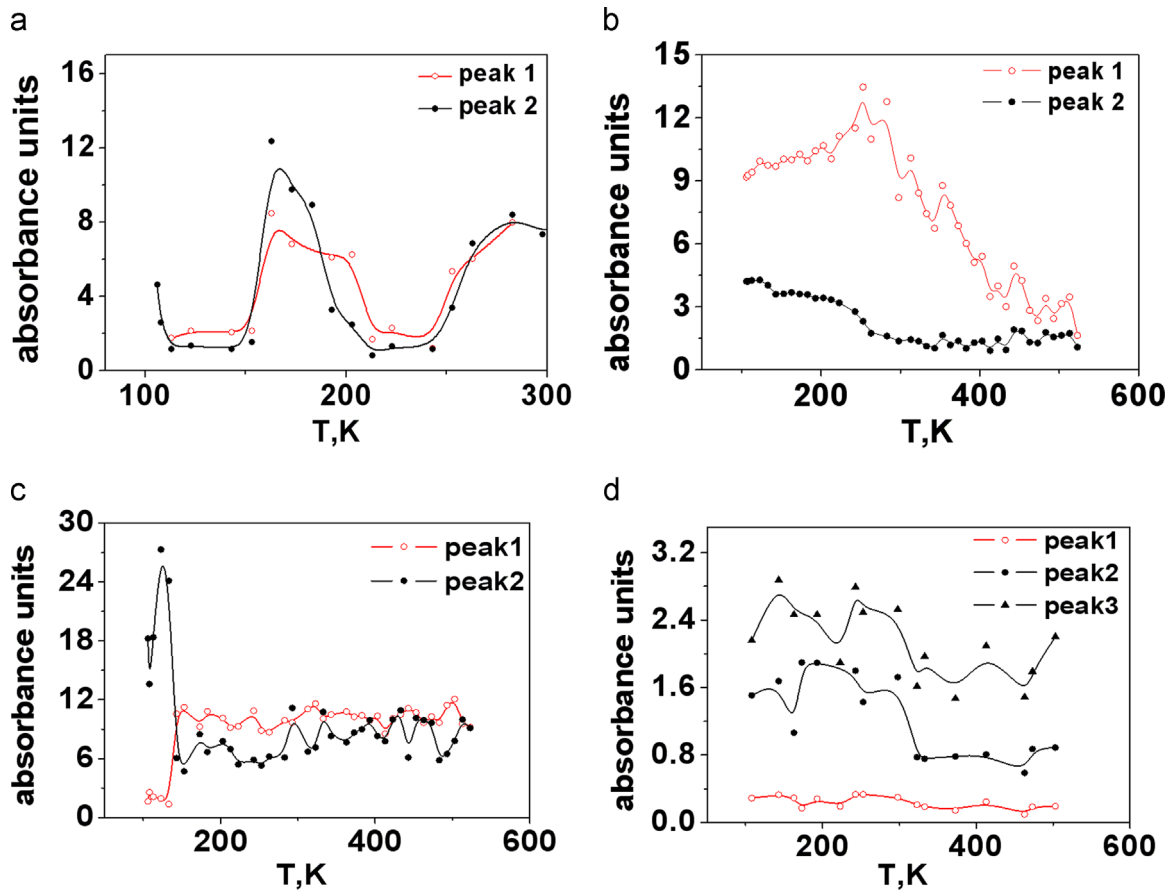 a
absorbance units
16
12
8
4
0
peak 1
peak 2
100 200 300
T,K
b
absorbance units
15
12
9
6
3
0
peak 1
peak 2
200 400 600
T,K
c
absorbance units
30
24
18
12
6
0
peak1
peak2
200 400 600
T,K
d
absorbance units
3.2
2.4
1.6
0.8
0.0
peak1
peak2
peak3
200 400 600
T,K